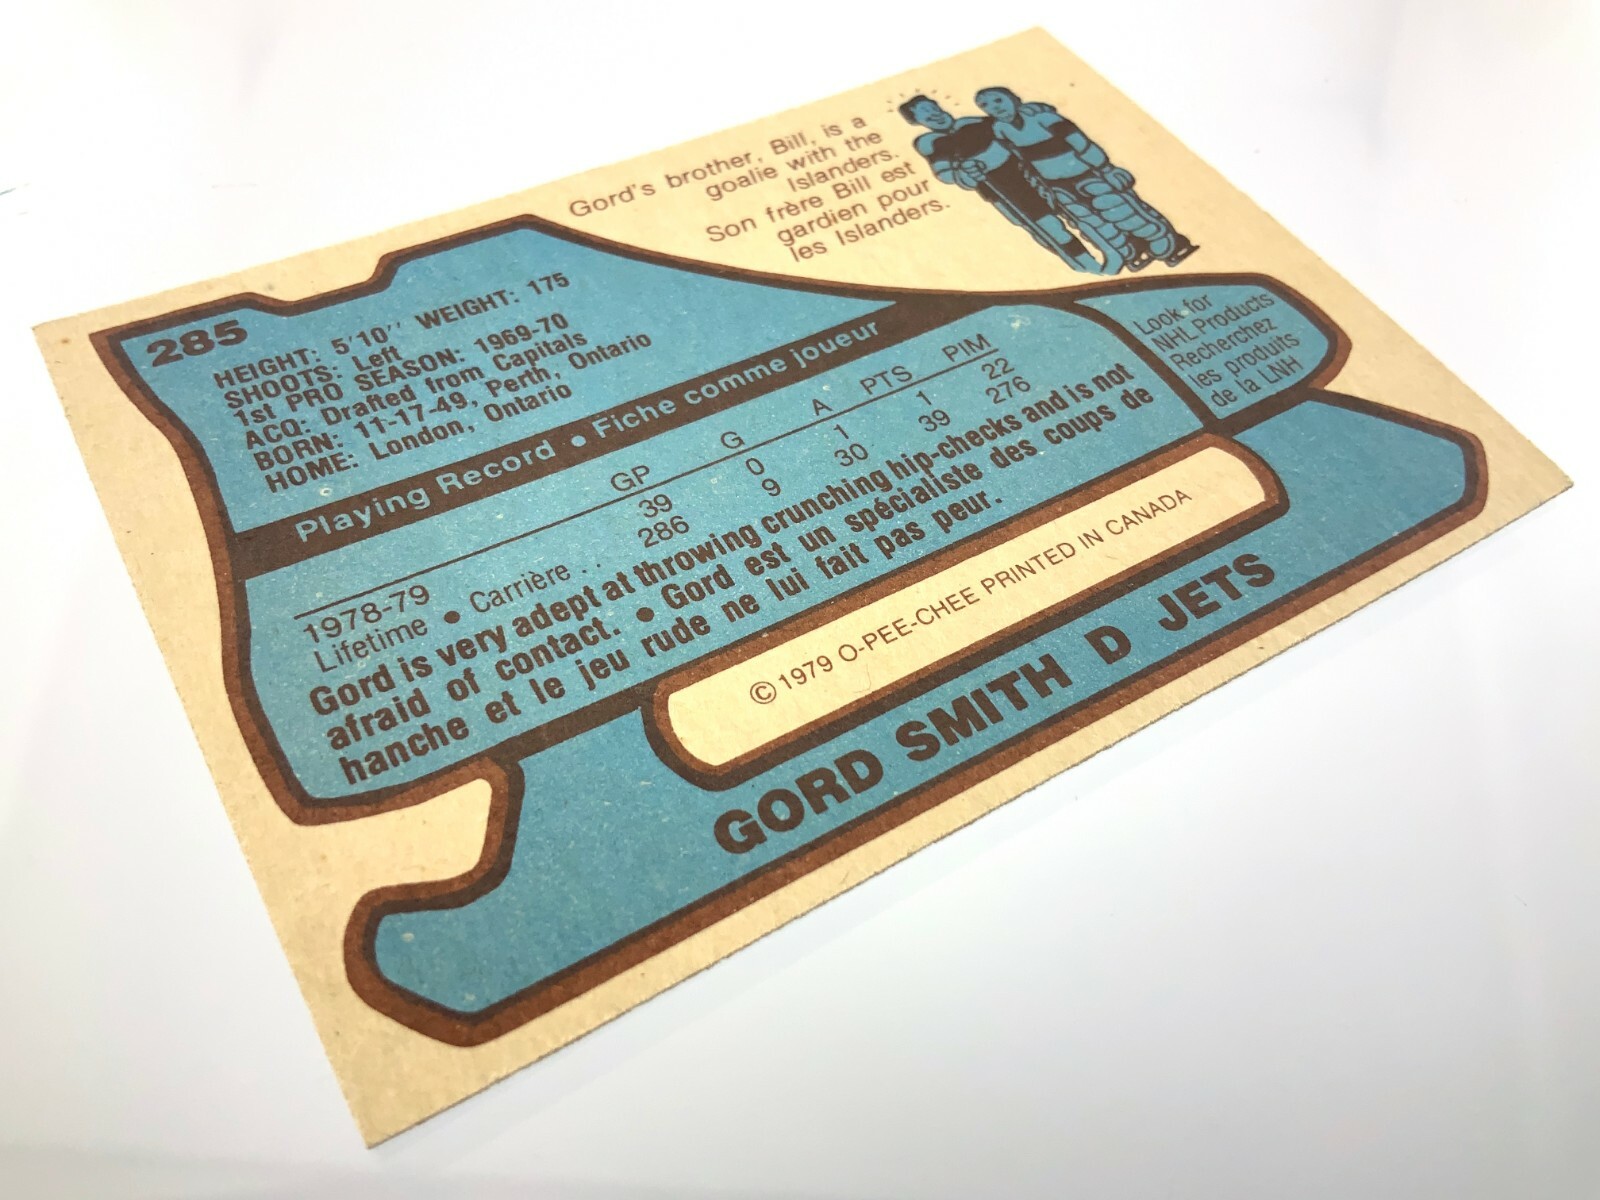 Gord's brother, Bill, is a
goalie with the
Islanders.
Son frère Bill est
gardien pour
les Islanders.
285
HEIGHT: 5'10'' WEIGHT: 175
SHOOTS: Left
1st PRO SEASON: 1969-70
ACQ: Drafted from Capitals
BORN: 11-17-49, Perth, Ontario
HOME: London, Ontario
Look for
NHL Products
Recherchez
les produits
de la LNH
Playing Record • Fiche comme joueur
GP G A PTS PIM
1978-79 39 0 1 1 22
Lifetime • Carrière .. 286 9 30 39 276
Gord is very adept at throwing crunching hip-checks and is not
afraid of contact. • Gord est un spécialiste des coups de
hanche et le jeu rude ne lui fait pas peur.
© 1979 O-PEE-CHEE PRINTED IN CANADA
GORD SMITH D JETS